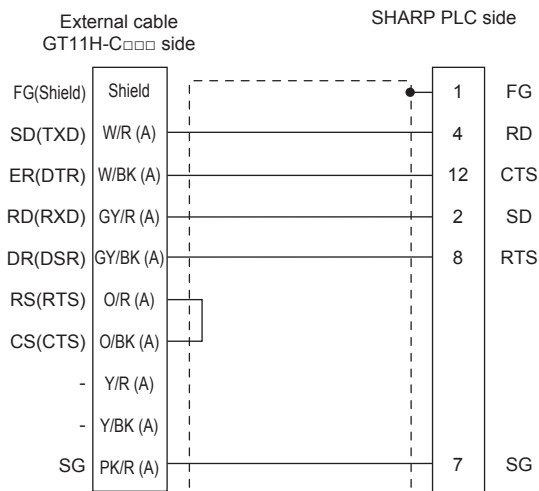 External cable
GT11H-C□□□ side
SHARP PLC side
FG(Shield) Shield 1 FG
SD(TXD) W/R (A) 4 RD
ER(DTR) W/BK (A) 12 CTS
RD(RXD) GY/R (A) 2 SD
DR(DSR) GY/BK (A) 8 RTS
RS(RTS) O/R (A)
CS(CTS) O/BK (A)
- Y/R (A)
- Y/BK (A)
SG PK/R (A) 7 SG